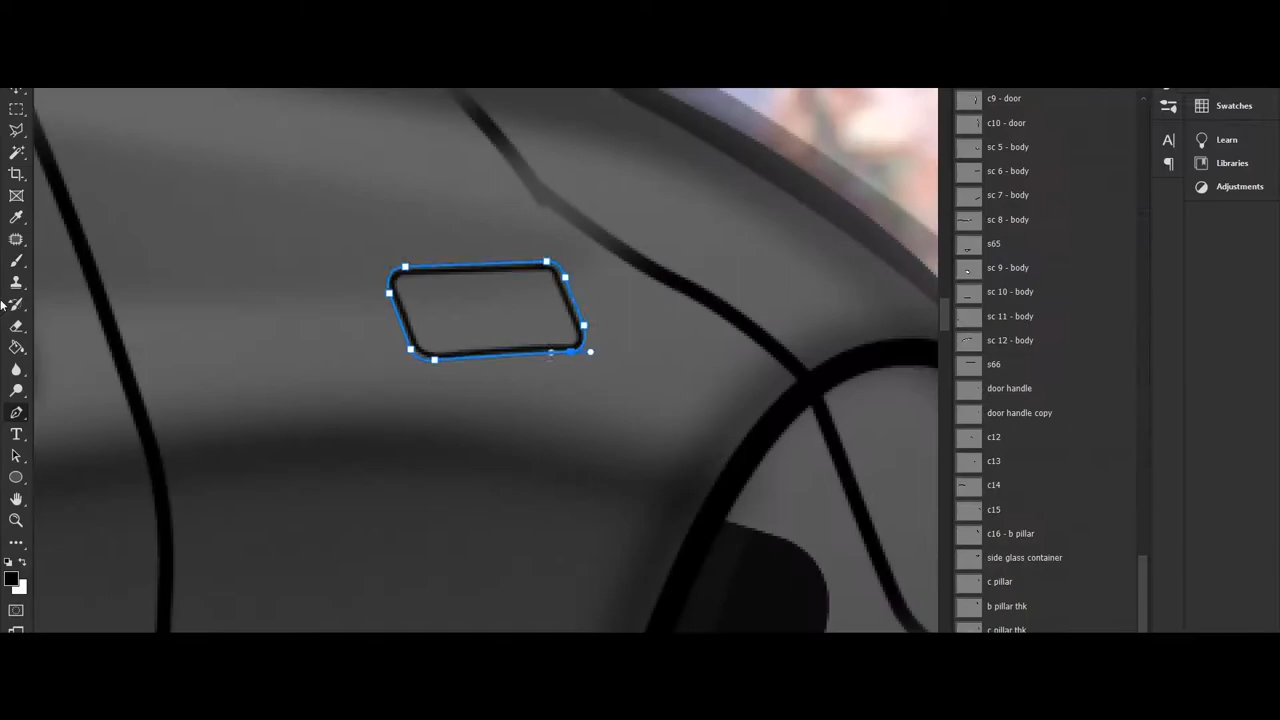 c9 - door
c10 - door
sc 5 - body
sc 6 - body
sc 7 - body
sc 8 - body
s65
sc 9 - body
sc 10 - body
sc 11 - body
sc 12 - body
s66
door handle
door handle copy
c12
c13
c14
c15
c16 - b pillar
side glass container
c pillar
b pillar thk
c pillar thk
Swatches
Learn
Libraries
Adjustments